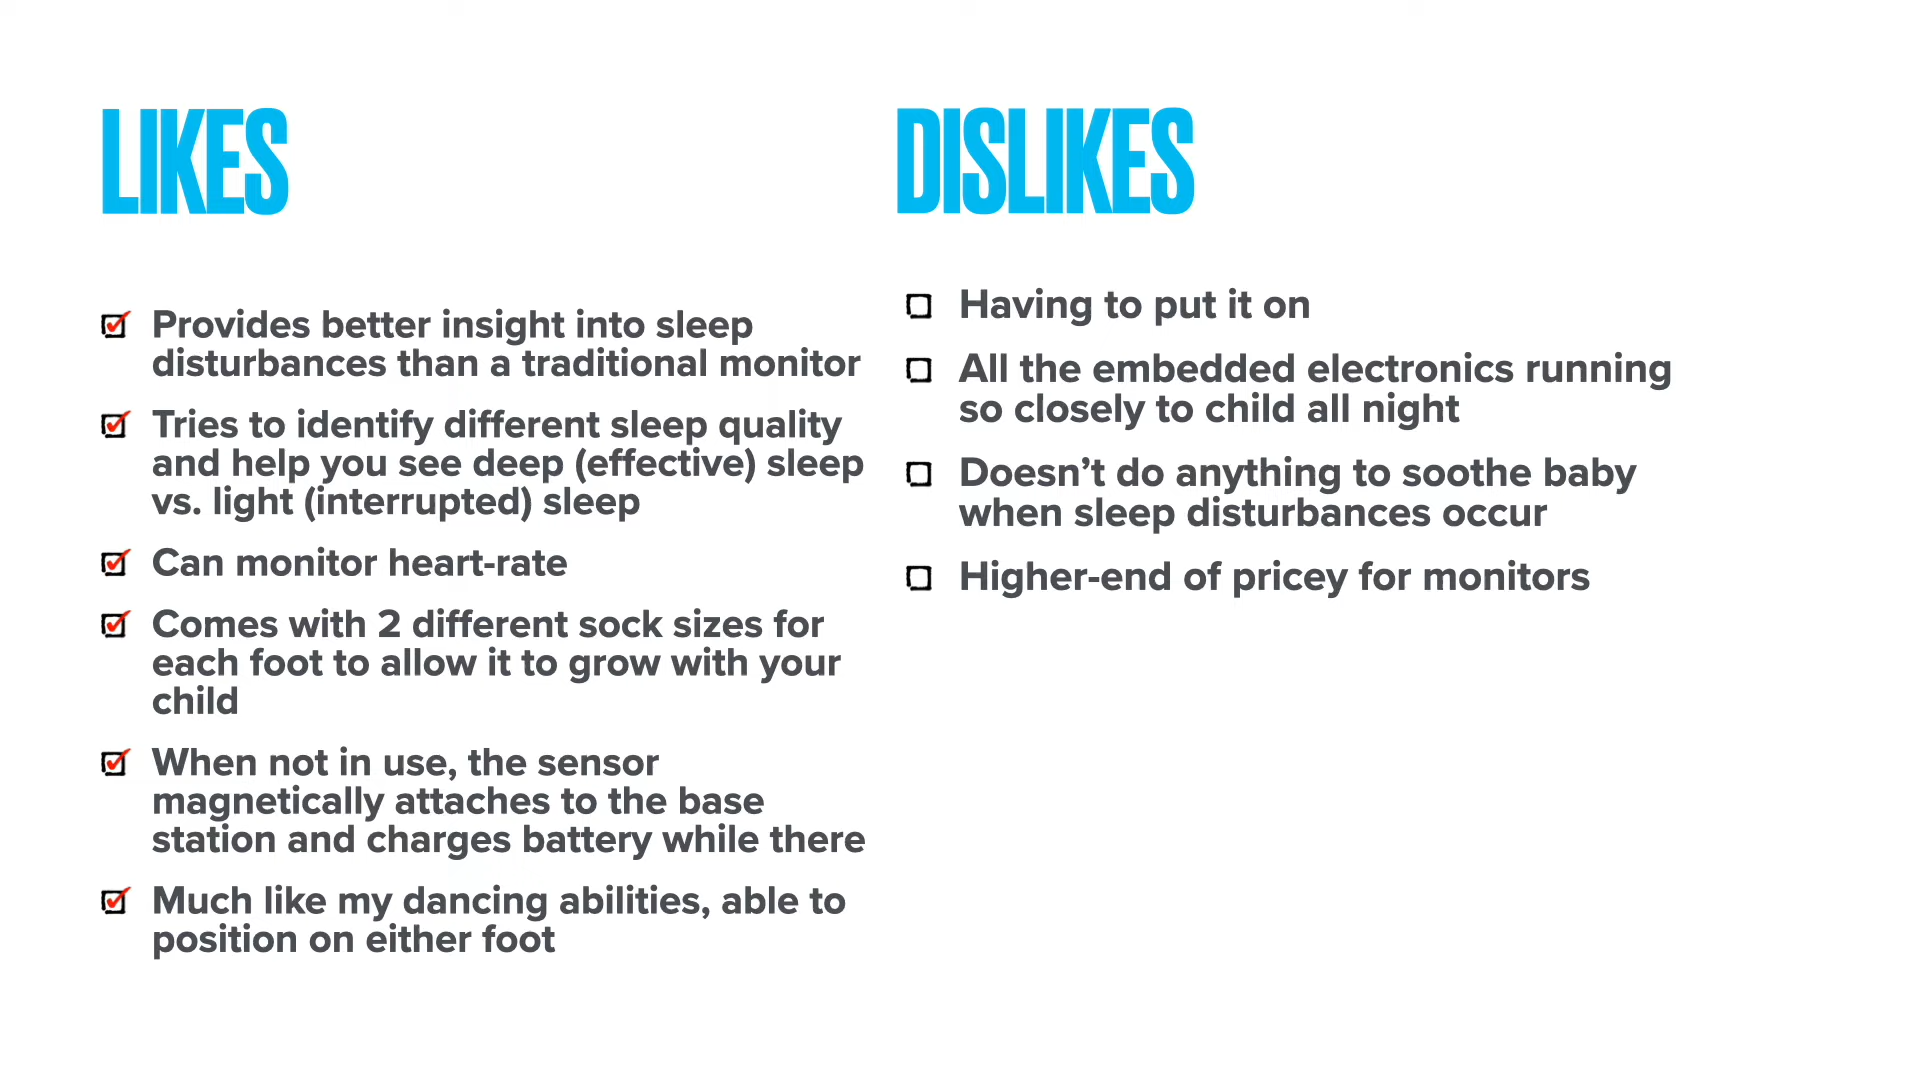 LIKES
Provides better insight into sleep
disturbances than a traditional monitor
Tries to identify different sleep quality
and help you see deep (effective) sleep
vs. light (interrupted) sleep
Can monitor heart-rate
Comes with 2 different sock sizes for
each foot to allow it to grow with your
child
When not in use, the sensor
magnetically attaches to the base
station and charges battery while there
Much like my dancing abilities, able to
position on either foot
DISLIKES
Having to put it on
All the embedded electronics running
so closely to child all night
Doesn’t do anything to soothe baby
when sleep disturbances occur
Higher-end of pricey for monitors